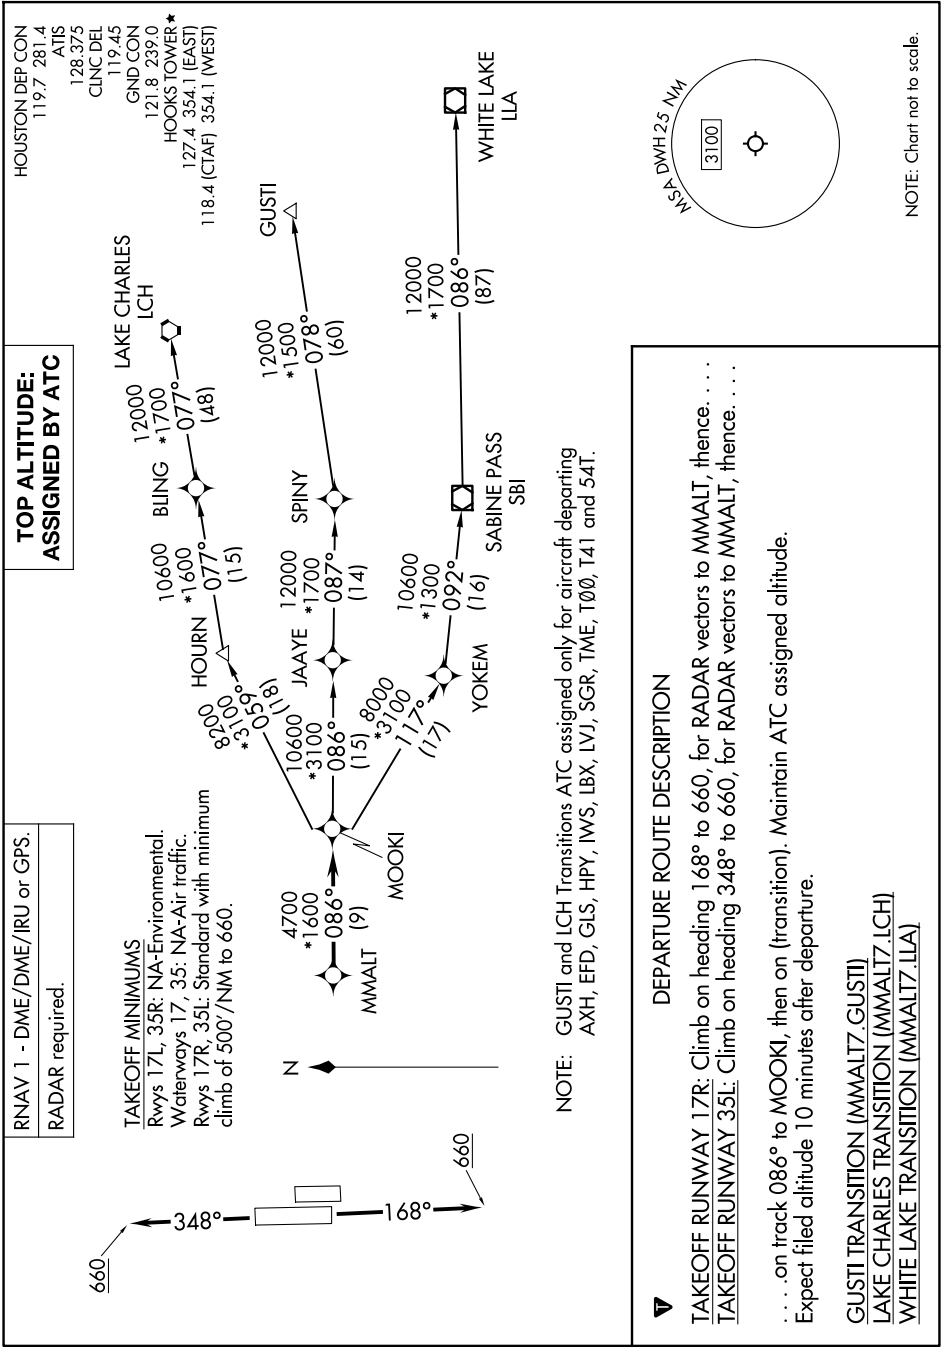 RNAV 1 - DME/DME/IRU or GPS.
RADAR required.
TOP ALTITUDE:
ASSIGNED BY ATC
HOUSTON DEP CON
119.7 281.4
ATIS
128.375
CLNC DEL
119.45
GND CON
121.8 239.0
HOOKS TOWER★
127.4 354.1 (EAST)
118.4 (CTAF) 354.1 (WEST)
TAKEOFF MINIMUMS
Rwys 17L, 35R: NA-Environmental.
Waterways 17, 35: NA-Air traffic.
Rwys 17R, 35L: Standard with minimum
climb of 500'/NM to 660.
660
348°
168°
660
N
MMALT
4700
*1600
086°
(9)
MOOKI
8200
*3100
059°
(18)
HOURN
10600
*1600
077°
(15)
BLING
12000
*1700
077°
(48)
LAKE CHARLES
LCH
10600
*3100
086°
(15)
JAAYE
12000
*1700
087°
(14)
SPINY
12000
*1500
078°
(60)
GUSTI
8000
*3100
117°
(17)
YOKEM
10600
*1300
092°
(16)
SABINE PASS
SBI
12000
*1700
086°
(87)
WHITE LAKE
LLA
NOTE: GUSTI and LCH Transitions ATC assigned only for aircraft departing
AXH, EFD, GLS, HPY, IWS, LBX, LVJ, SGR, TME, TØØ, T41 and 54T.
MSA DWH 25 NM
3100
NOTE: Chart not to scale.
T
DEPARTURE ROUTE DESCRIPTION
TAKEOFF RUNWAY 17R: Climb on heading 168° to 660, for RADAR vectors to MMALT, thence. . . .
TAKEOFF RUNWAY 35L: Climb on heading 348° to 660, for RADAR vectors to MMALT, thence. . . .
. . . .on track 086° to MOOKI, then on (transition). Maintain ATC assigned altitude.
Expect filed altitude 10 minutes after departure.
GUSTI TRANSITION (MMALT7.GUSTI)
LAKE CHARLES TRANSITION (MMALT7.LCH)
WHITE LAKE TRANSITION (MMALT7.LLA)